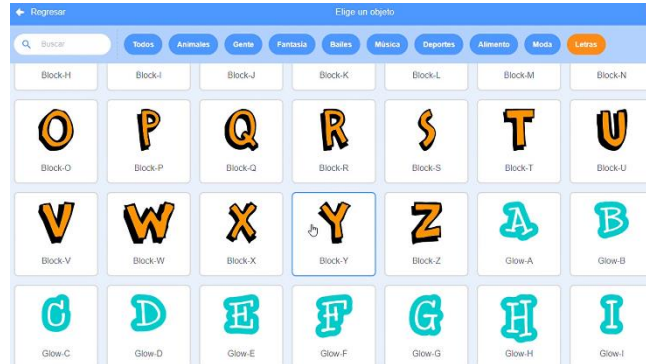 Regresar Elige un objeto
Buscar Todos Animales Gente Fantasía Bailes Música Deportes Alimento Moda Letras
Block-H Block-I Block-J Block-K Block-L Block-M Block-N
O P Q R S T U
Block-O Block-P Block-Q Block-R Block-S Block-T Block-U
V W X Y Z A B
Block-V Block-W Block-X Block-Y Block-Z Glow-A Glow-B
C D E F G H I
Glow-C Glow-D Glow-E Glow-F Glow-G Glow-H Glow-I